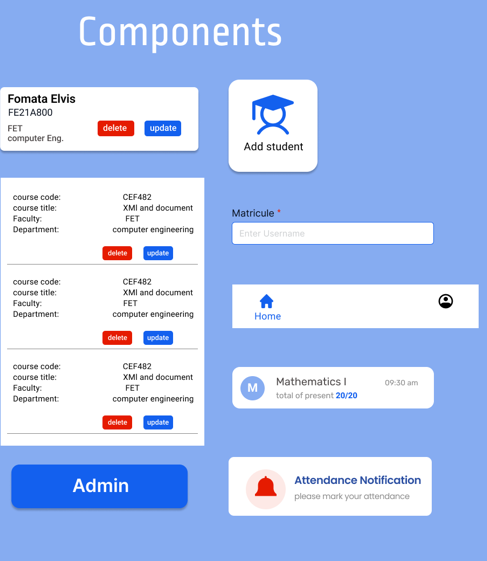 Components
Fomata Elvis
FE21A800
FET
computer Eng.
delete
update
Add student
course code: CEF482
course title: XMl and document
Faculty: FET
Department: computer engineering
delete update
course code: CEF482
course title: XMl and document
Faculty: FET
Department: computer engineering
delete update
course code: CEF482
course title: XMl and document
Faculty: FET
Department: computer engineering
delete update
Matricule *
Enter Username
Home
M
Mathematics I 09:30 am
total of present 20/20
Admin
Attendance Notification
please mark your attendance